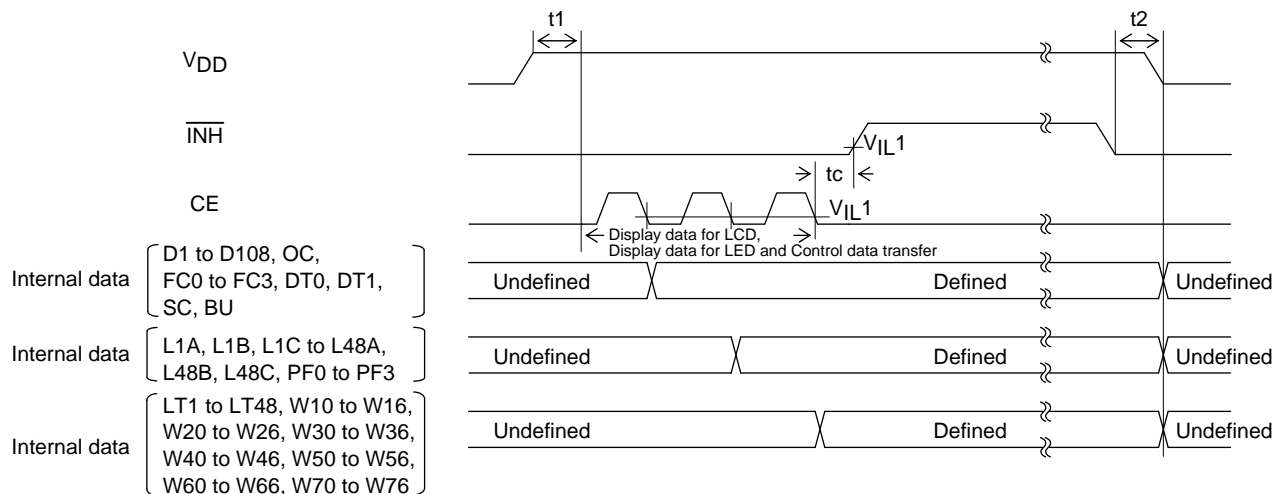 t1
t2
VDD
INH
VIL1
tc
CE
VIL1
Display data for LCD,
Display data for LED and Control data transfer
Internal data
D1 to D108, OC,
FC0 to FC3, DT0, DT1,
SC, BU
Undefined
Defined
Undefined
Internal data
L1A, L1B, L1C to L48A,
L48B, L48C, PF0 to PF3
Undefined
Defined
Undefined
Internal data
LT1 to LT48, W10 to W16,
W20 to W26, W30 to W36,
W40 to W46, W50 to W56,
W60 to W66, W70 to W76
Undefined
Defined
Undefined